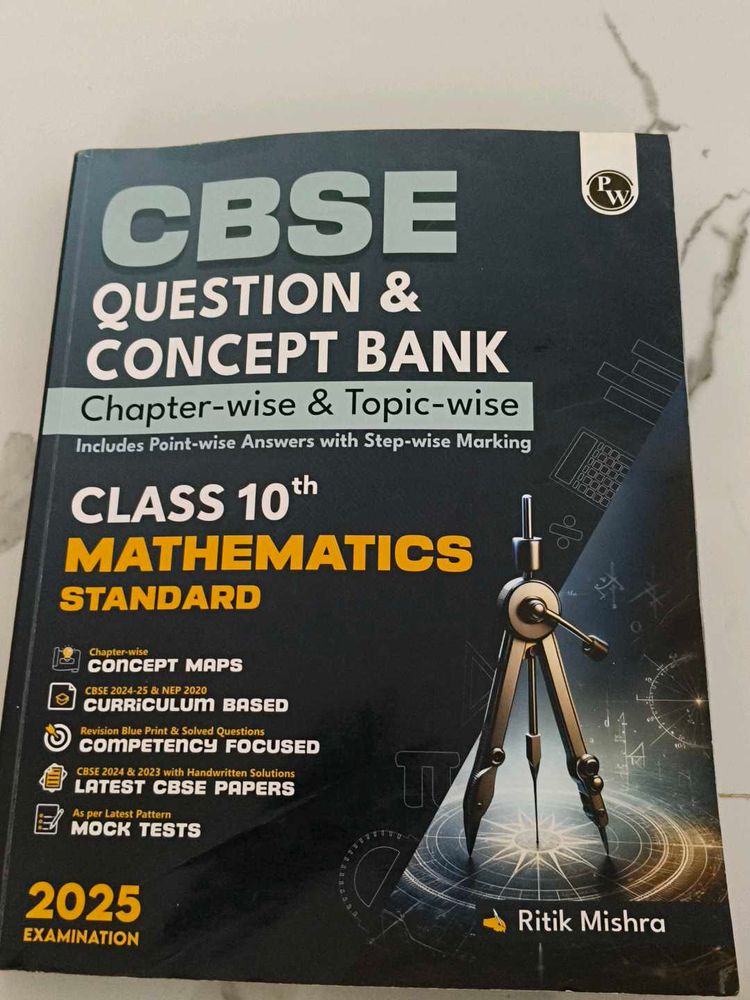 CBSE
PW
QUESTION &
CONCEPT BANK
Chapter-wise & Topic-wise
Includes Point-wise Answers with Step-wise Marking
CLASS 10th
MATHEMATICS
STANDARD
Chapter-wise
CONCEPT MAPS
CBSE 2024-25 & NEP 2020
CURRICULUM BASED
Revision Blue Print & Solved Questions
COMPETENCY FOCUSED
CBSE 2024 & 2023 with Handwritten Solutions
LATEST CBSE PAPERS
As per Latest Pattern
MOCK TESTS
2025
EXAMINATION
Ritik Mishra
π